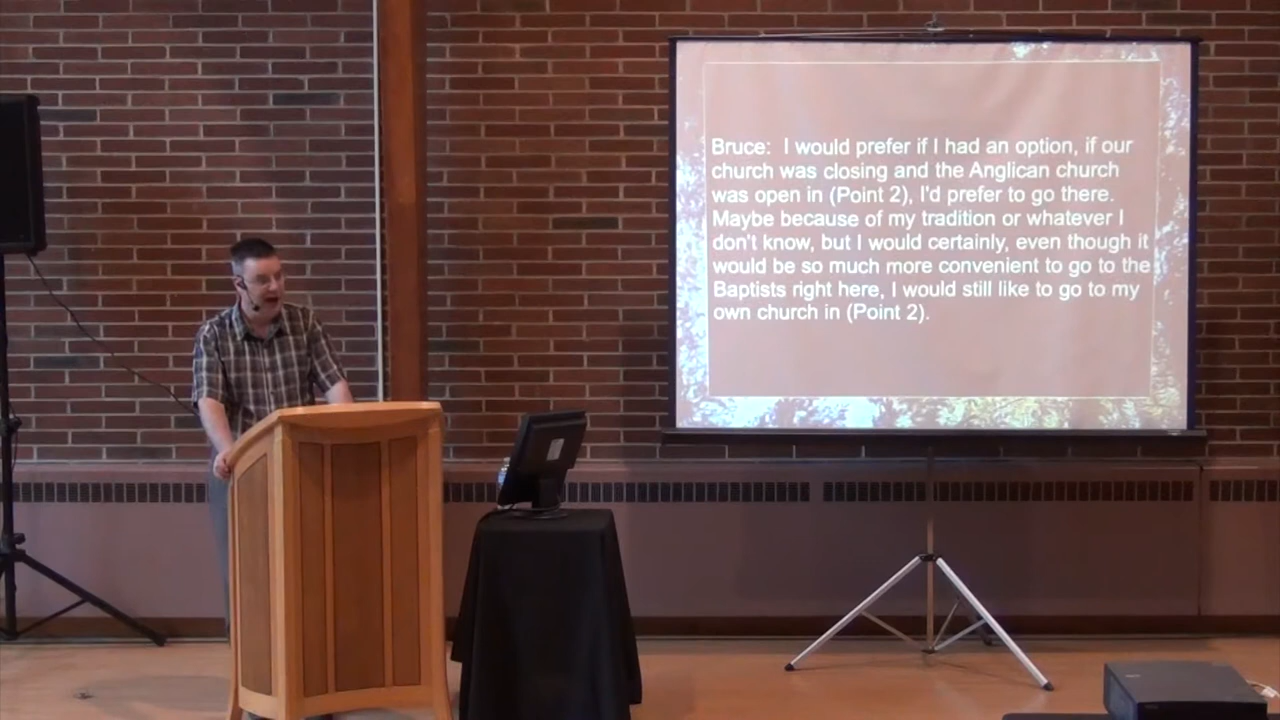 Bruce:  I would prefer if I had an option, if our
church was closing and the Anglican church
was open in (Point 2), I'd prefer to go there.
Maybe because of my tradition or whatever I
don't know, but I would certainly, even though it
would be so much more convenient to go to the
Baptists right here, I would still like to go to my
own church in (Point 2).